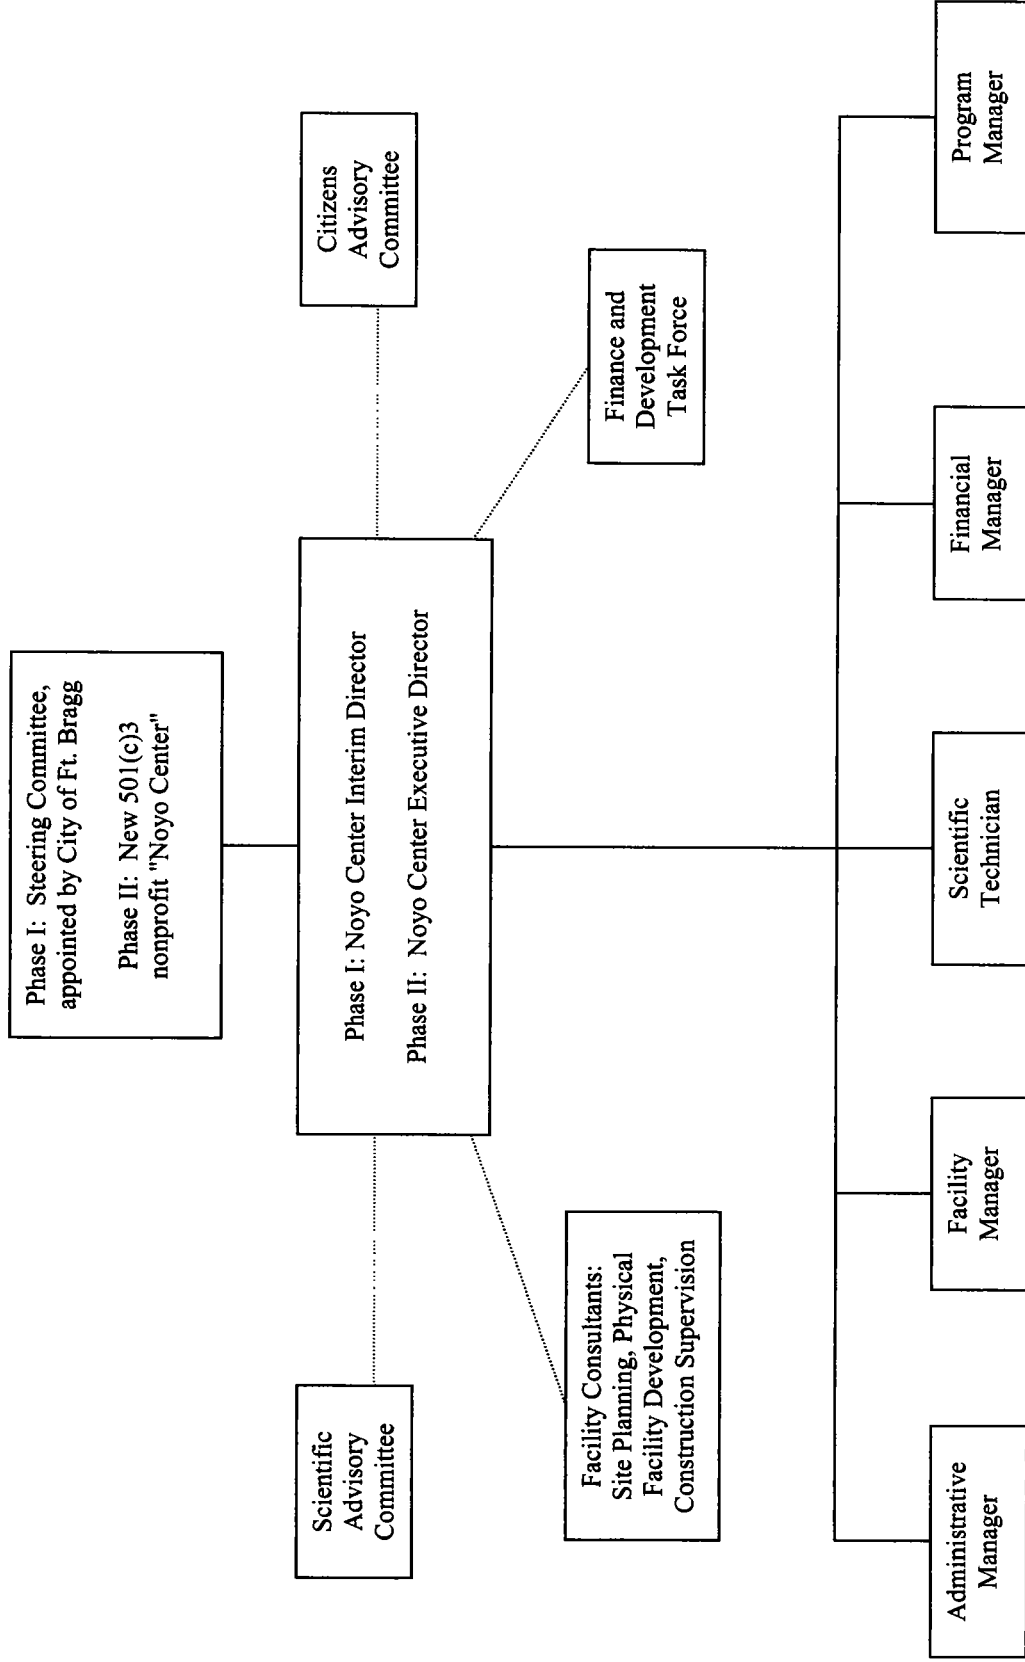 Phase I:  Steering Committee,
appointed by City of Ft. Bragg
Phase II:  New 501(c)3
nonprofit "Noyo Center"
Phase I: Noyo Center Interim Director
Phase II:  Noyo Center Executive Director
Scientific
Advisory
Committee
Citizens
Advisory
Committee
Facility Consultants:
Site Planning, Physical
Facility Development,
Construction Supervision
Finance and
Development
Task Force
Administrative
Manager
Facility
Manager
Scientific
Technician
Financial
Manager
Program
Manager